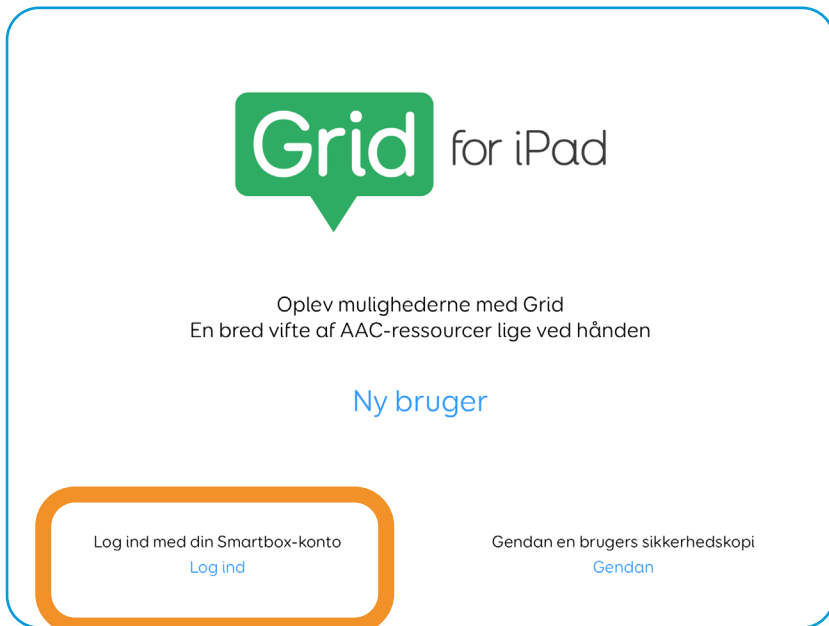 Grid for iPad
Oplev mulighederne med Grid
En bred vifte af AAC-ressourcer lige ved hånden
Ny bruger
Log ind med din Smartbox-konto
Log ind
Gendan en brugers sikkerhedskopi
Gendan